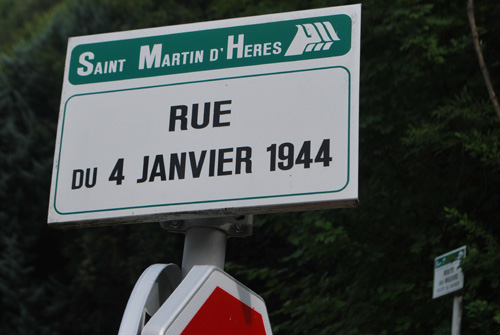 SAINT MARTIN D'HERES
RUE
DU 4 JANVIER 1944